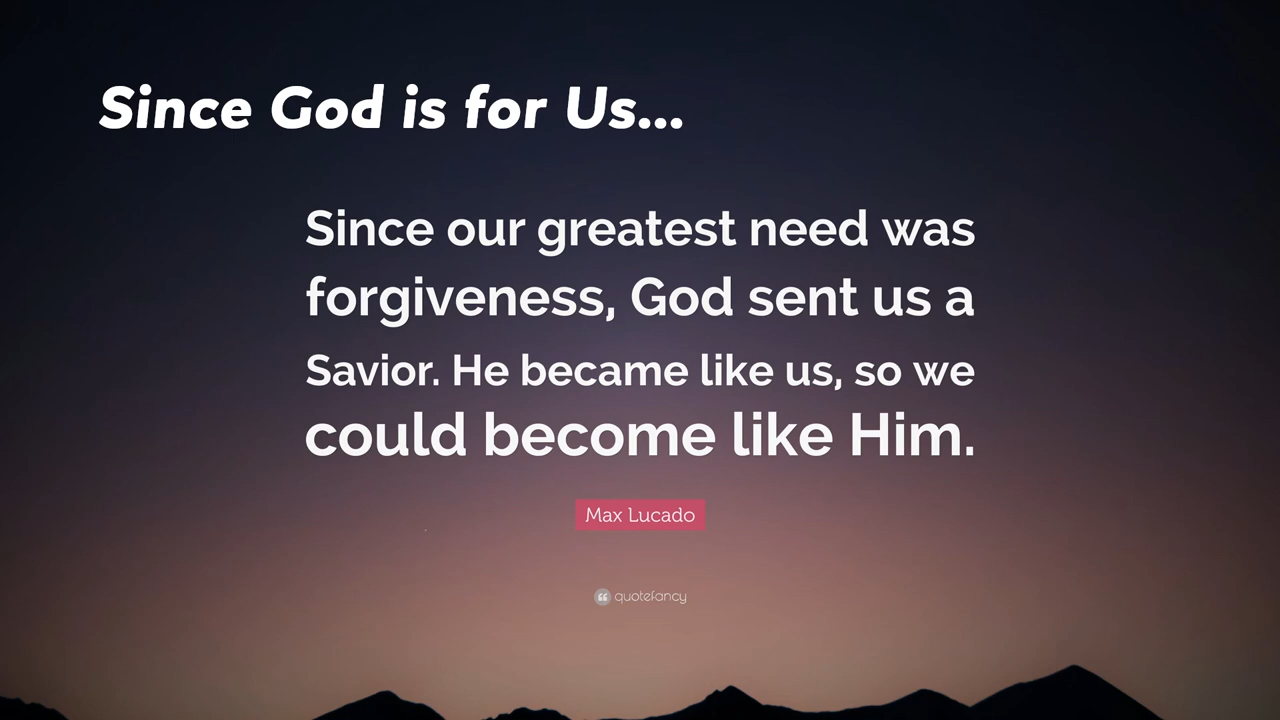 Since God is for Us...
Since our greatest need was
forgiveness, God sent us a
Savior. He became like us, so we
could become like Him.
Max Lucado
quotefancy